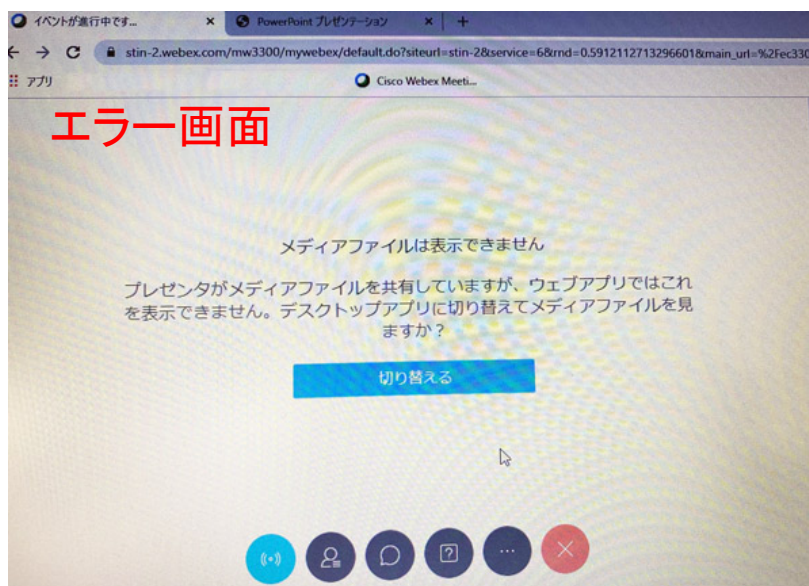 イベントが進行中です...
PowerPoint プレゼンテーション
stin-2.webex.com/mw3300/mywebex/default.do?siteurl=stin-2&service=6&rnd=0.5912112713296601&main_url=%2Fec330
アプリ
Cisco Webex Meeti...
エラー画面
メディアファイルは表示できません
プレゼンタがメディアファイルを共有していますが、ウェブアプリではこれ
を表示できません。デスクトップアプリに切り替えてメディアファイルを見
ますか？
切り替える